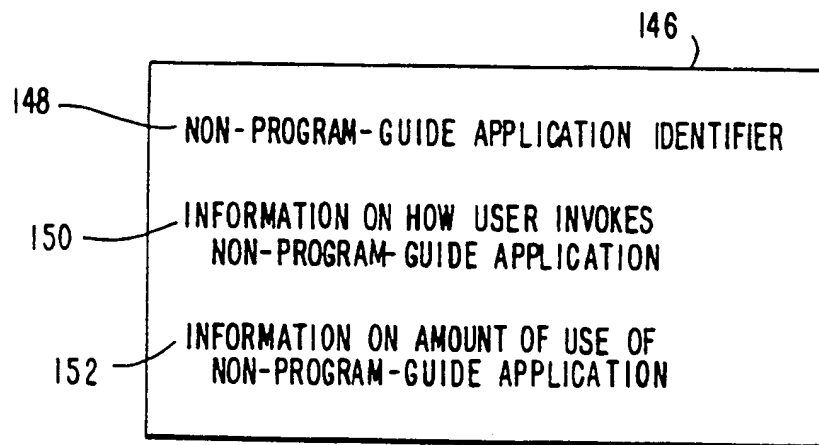 146
148
NON-PROGRAM-GUIDE APPLICATION IDENTIFIER
150
INFORMATION ON HOW USER INVOKES
NON-PROGRAM-GUIDE APPLICATION
152
INFORMATION ON AMOUNT OF USE OF
NON-PROGRAM-GUIDE APPLICATION